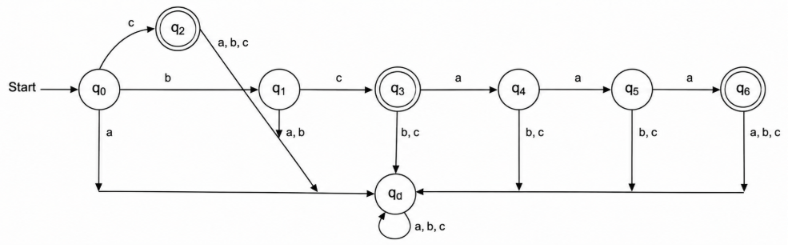 c
q2
a, b, c
Start
q0
b
q1
c
q3
a
q4
a
q5
a
q6
a
a, b
b, c
b, c
b, c
a, b, c
qd
a, b, c